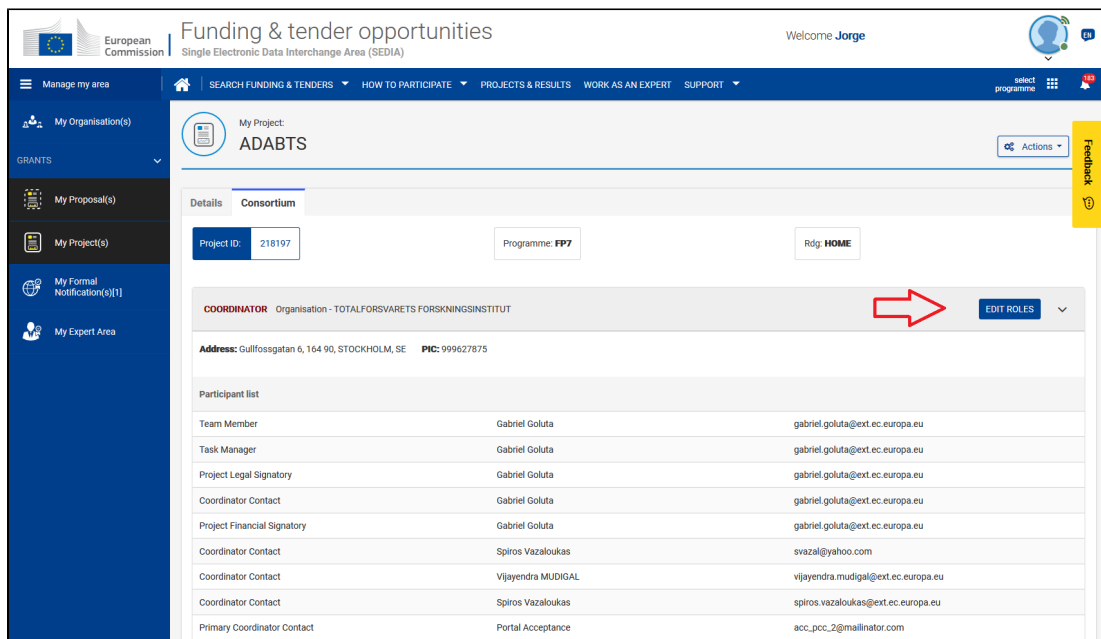 European
Commission
Funding & tender opportunities
Single Electronic Data Interchange Area (SEDIA)
Welcome Jorge
EN
Manage my area
SEARCH FUNDING & TENDERS
HOW TO PARTICIPATE
PROJECTS & RESULTS
WORK AS AN EXPERT
SUPPORT
select
programme
183
My Organisation(s)
GRANTS
My Proposal(s)
My Project(s)
My Formal
Notification(s)[1]
My Expert Area
My Project:
ADABTS
Actions
Feedback
Details Consortium
Project ID: 218197 Programme: FP7 Rdg: HOME
COORDINATOR Organisation - TOTALFORSVARETS FORSKNINGSINSTITUT EDIT ROLES
Address: Gullfossgatan 6, 164 90, STOCKHOLM, SE PIC: 999627875
Participant list
Team Member Gabriel Goluta gabriel.goluta@ext.ec.europa.eu
Task Manager Gabriel Goluta gabriel.goluta@ext.ec.europa.eu
Project Legal Signatory Gabriel Goluta gabriel.goluta@ext.ec.europa.eu
Coordinator Contact Gabriel Goluta gabriel.goluta@ext.ec.europa.eu
Project Financial Signatory Gabriel Goluta gabriel.goluta@ext.ec.europa.eu
Coordinator Contact Spiros Vazaloukas svazal@yahoo.com
Coordinator Contact Vijayendra MUDIGAL vijayendra.mudigal@ext.ec.europa.eu
Coordinator Contact Spiros Vazaloukas spiros.vazaloukas@ext.ec.europa.eu
Primary Coordinator Contact Portal Acceptance acc_pcc_2@mailinator.com